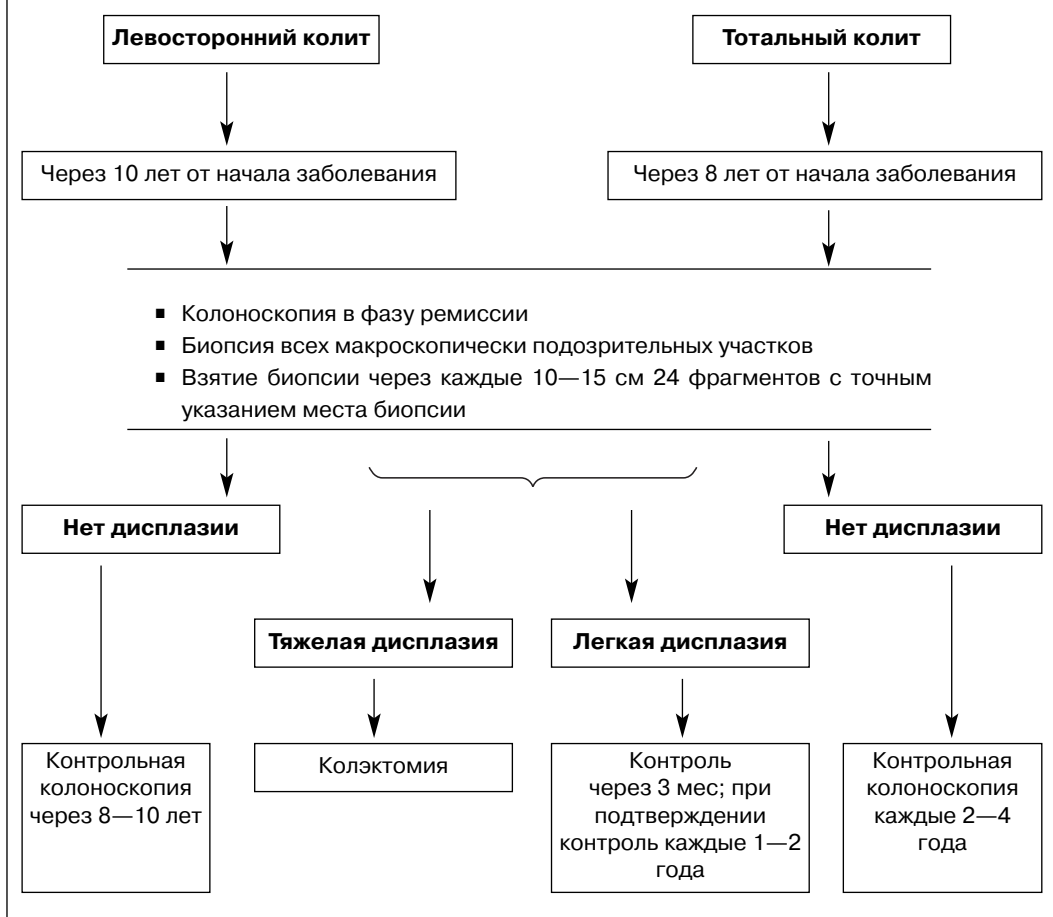 Левосторонний колит
Тотальный колит
Через 10 лет от начала заболевания
Через 8 лет от начала заболевания
▪ Колоноскопия в фазу ремиссии
▪ Биопсия всех макроскопически подозрительных участков
▪ Взятие биопсии через каждые 10—15 см 24 фрагментов с точным
указанием места биопсии
Нет дисплазии
Нет дисплазии
Тяжелая дисплазия
Легкая дисплазия
Контрольная
колоноскопия
через 8—10 лет
Колэктомия
Контроль
через 3 мес; при
подтверждении
контроль каждые 1—2
года
Контрольная
колоноскопия
каждые 2—4
года